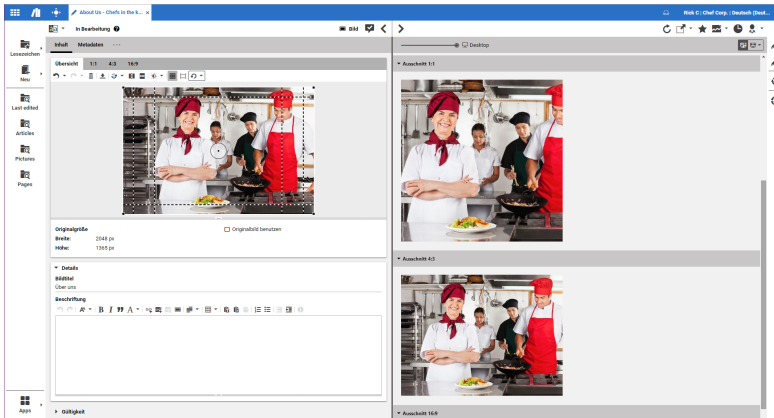 About Us - Chefs in the k... ×
Rick C | Chef Corp. | Deutsch (Deut...
In Bearbeitung
Bild
Lesezeichen
Neu
Last edited
Articles
Pictures
Pages
Apps
Inhalt Metadaten ...
Übersicht 1:1 4:3 16:9
Originalgröße
Originalbild benutzen
Breite: 2048 px
Höhe: 1365 px
Details
Bildtitel
Über uns
Beschriftung
B I A
Gültigkeit
Desktop
Ausschnitt 1:1
Ausschnitt 4:3
Ausschnitt 16:9